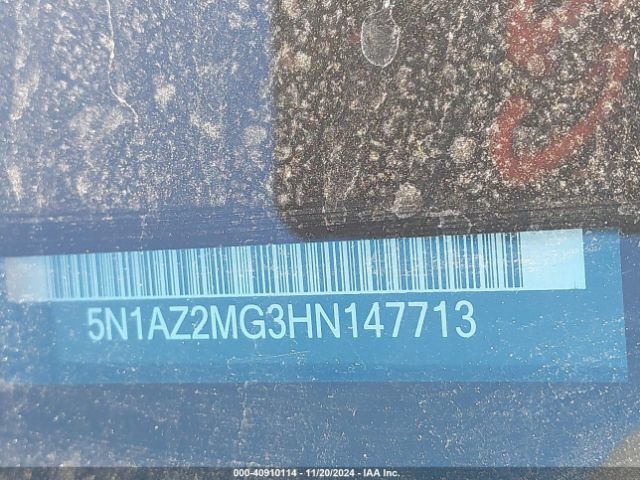 5N1AZ2MG3HN147713
000-40910114 - 11/20/2024 - IAA Inc.